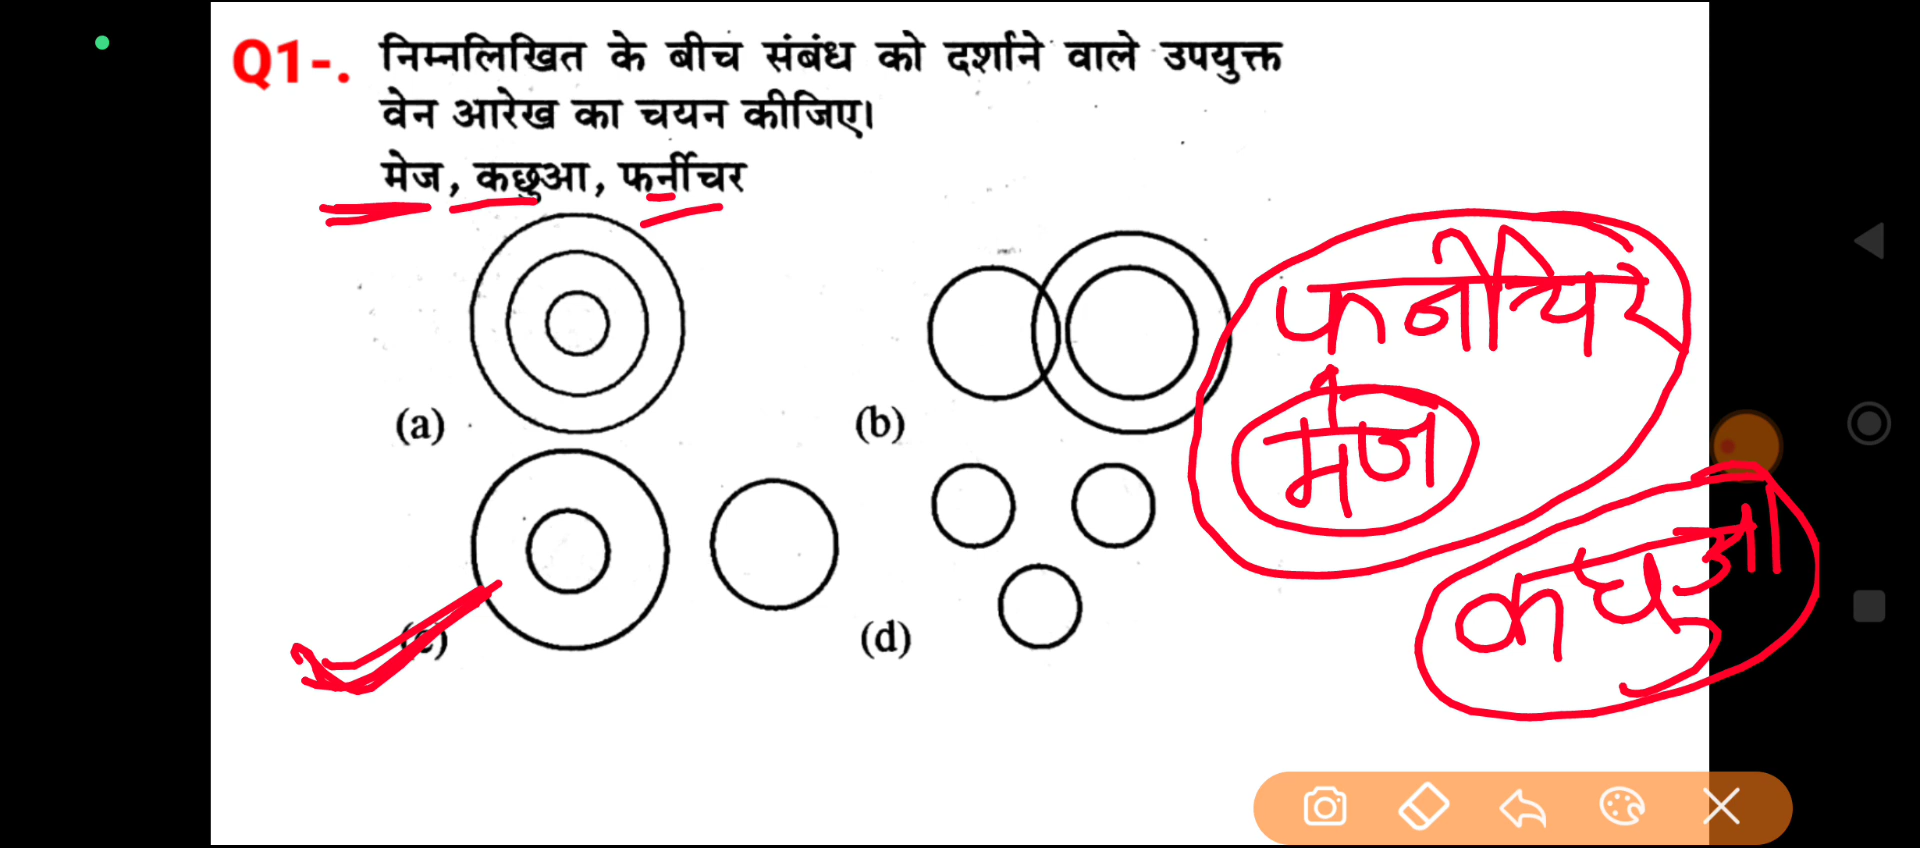 Q1-. निम्नलिखित के बीच संबंध को दर्शाने वाले उपयुक्त
वेन आरेख का चयन कीजिए।
मेज, कछुआ, फर्नीचर
(a)
(b)
(c)
(d)
फर्नीचर
मेज
कछुआ